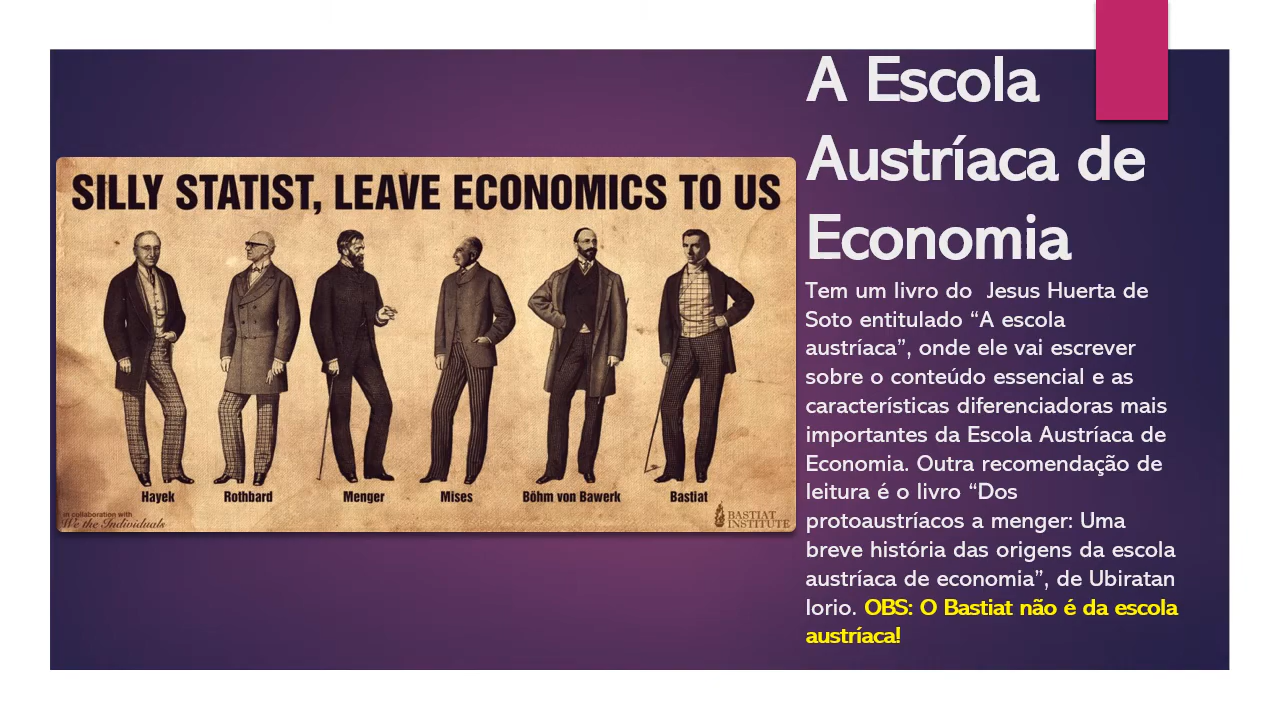 SILLY STATIST, LEAVE ECONOMICS TO US
Hayek
Rothbard
Menger
Mises
Böhm von Bawerk
Bastiat
in collaboration with
We the Individuals
BASTIAT
INSTITUTE
A Escola
Austríaca de
Economia
Tem um livro do  Jesus Huerta de
Soto entitulado “A escola
austríaca”, onde ele vai escrever
sobre o conteúdo essencial e as
características diferenciadoras mais
importantes da Escola Austríaca de
Economia. Outra recomendação de
leitura é o livro “Dos
protoaustríacos a menger: Uma
breve história das origens da escola
austríaca de economia”, de Ubiratan
Iorio. OBS: O Bastiat não é da escola
austríaca!